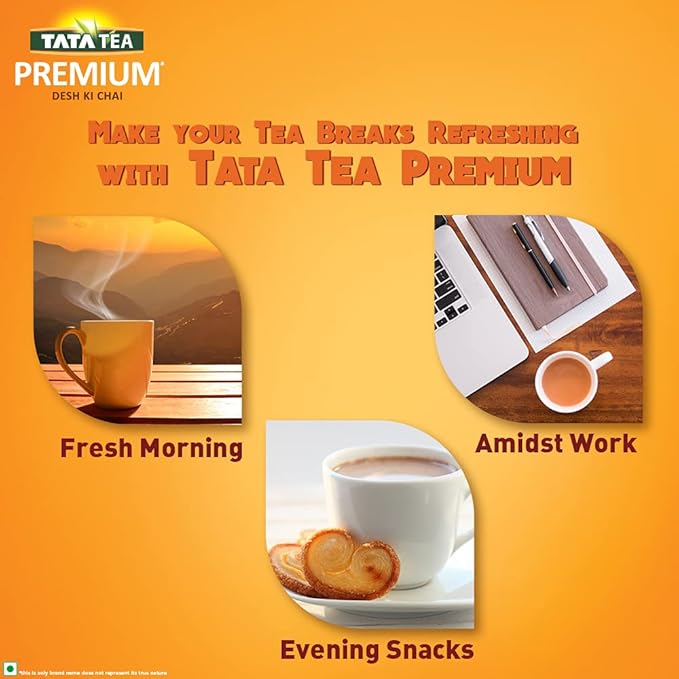 TATA TEA
PREMIUM*
DESH KI CHAI
MAKE YOUR TEA BREAKS REFRESHING
WITH TATA TEA PREMIUM
Fresh Morning
Amidst Work
Evening Snacks
*this is only brand name does not represent its true nature